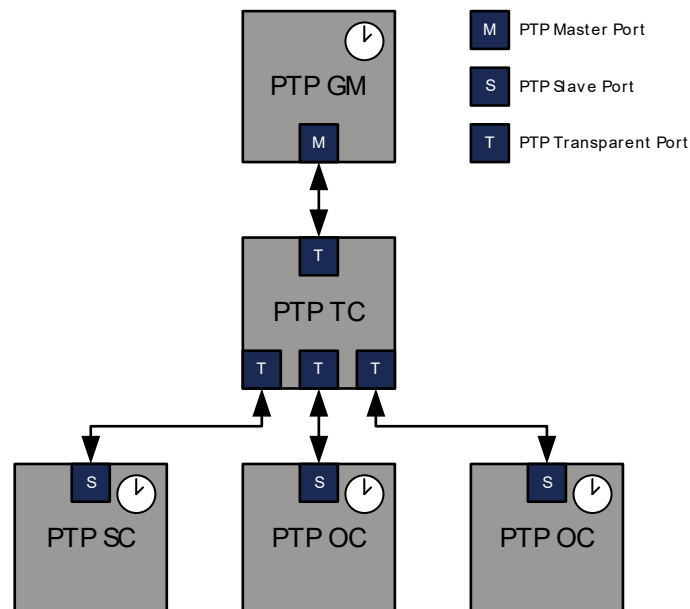 PTP GM
M
M PTP Master Port
S PTP Slave Port
T PTP Transparent Port
T
PTP TC
T T T
S S S
PTP SC PTP OC PTP OC